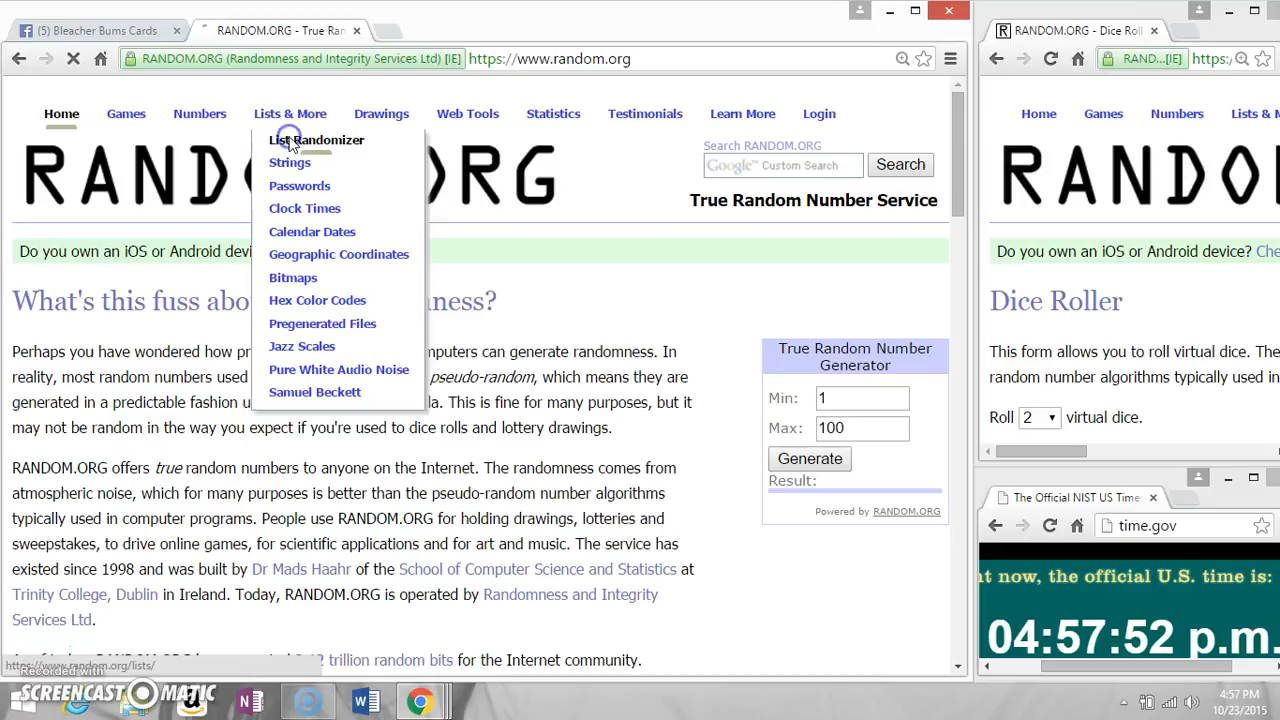 (5) Bleacher Bums Cards
RANDOM.ORG - True Ran
RANDOM.ORG (Randomness and Integrity Services Ltd) [IE]
https://www.random.org
Home Games Numbers Lists & More Drawings Web Tools Statistics Testimonials Learn More Login
List Randomizer
Strings
Passwords
Clock Times
Calendar Dates
Geographic Coordinates
Bitmaps
Hex Color Codes
Pregenerated Files
Jazz Scales
Pure White Audio Noise
Samuel Beckett
RAND ORG
Search RANDOM.ORG
Google Custom Search
Search
True Random Number Service
Do you own an iOS or Android devi
What's this fuss abo mness?
Perhaps you have wondered how pr mputers can generate randomness. In
reality, most random numbers used pseudo-random, which means they are
generated in a predictable fashion u la. This is fine for many purposes, but it
may not be random in the way you expect if you're used to dice rolls and lottery drawings.
RANDOM.ORG offers true random numbers to anyone on the Internet. The randomness comes from
atmospheric noise, which for many purposes is better than the pseudo-random number algorithms
typically used in computer programs. People use RANDOM.ORG for holding drawings, lotteries and
sweepstakes, to drive online games, for scientific applications and for art and music. The service has
existed since 1998 and was built by Dr Mads Haahr of the School of Computer Science and Statistics at
Trinity College, Dublin in Ireland. Today, RANDOM.ORG is operated by Randomness and Integrity
Services Ltd.
trillion random bits for the Internet community.
True Random Number
Generator
Min: 1
Max: 100
Generate
Result:
Powered by RANDOM.ORG
https://www.random.org/lists/
Recorded with
SCREENCAST MATIC
RANDOM.ORG - Dice Roll
RAND...[IE] https:/
Home Games Numbers Lists & M
RANDO
Do you own an iOS or Android device? Che
Dice Roller
This form allows you to roll virtual dice. The
random number algorithms typically used in
Roll 2 virtual dice.
The Official NIST US Time:
time.gov
t now, the official U.S. time is:
04:57:52 p.m.
4:57 PM
10/23/2015